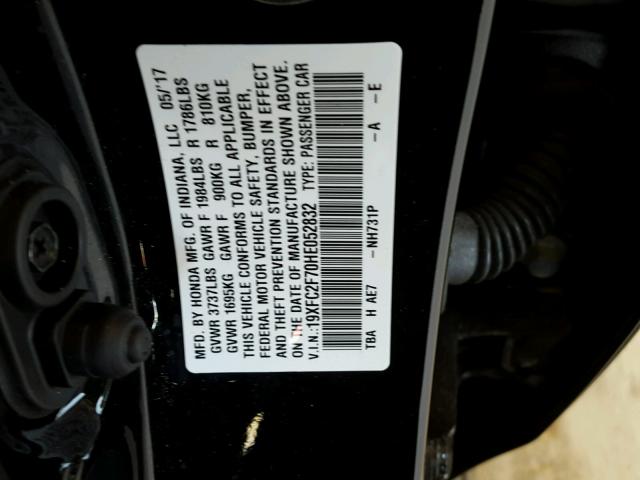 MFD. BY HONDA MFG. OF INDIANA, LLC 05/'17
GVWR 3737LBS GAWR F 1984LBS R 1786LBS
GVWR 1695KG GAWR F 900KG R 810KG
THIS VEHICLE CONFORMS TO ALL APPLICABLE
FEDERAL MOTOR VEHICLE SAFETY, BUMPER,
AND THEFT PREVENTION STANDARDS IN EFFECT
ON THE DATE OF MANUFACTURE SHOWN ABOVE.
V.I.N.:19XFC2F70HE052832 TYPE: PASSENGER CAR
TBA H AE7 -NH731P -A -E